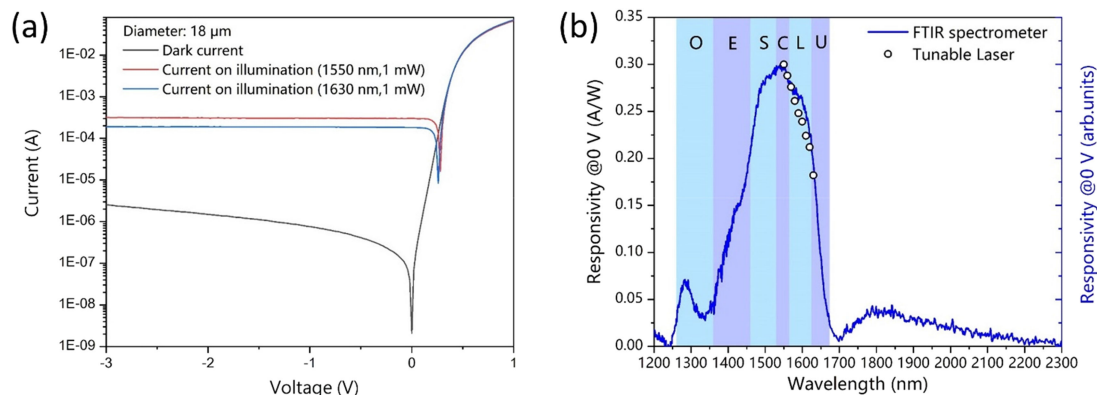 (a)
Diameter: 18 μm
Dark current
Current on illumination (1550 nm,1 mW)
Current on illumination (1630 nm,1 mW)
Current (A)
1E-02
1E-03
1E-04
1E-05
1E-06
1E-07
1E-08
1E-09
-3
-2
-1
0
1
Voltage (V)
(b)
O E S C L U
FTIR spectrometer
Tunable Laser
Responsivity @0 V (A/W)
0.35
0.30
0.25
0.20
0.15
0.10
0.05
0.00
1200 1300 1400 1500 1600 1700 1800 1900 2000 2100 2200 2300
Wavelength (nm)
Responsivity @0 V (arb.units)